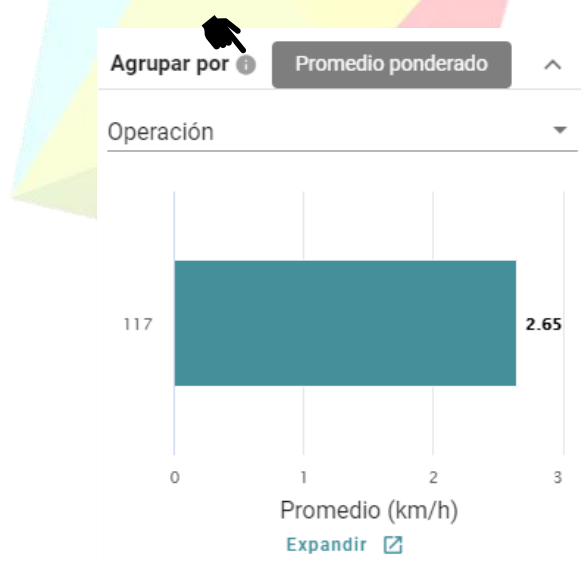 Agrupar por Promedio ponderado
Operación
117 2.65
0 1 2 3
Promedio (km/h)
Expandir